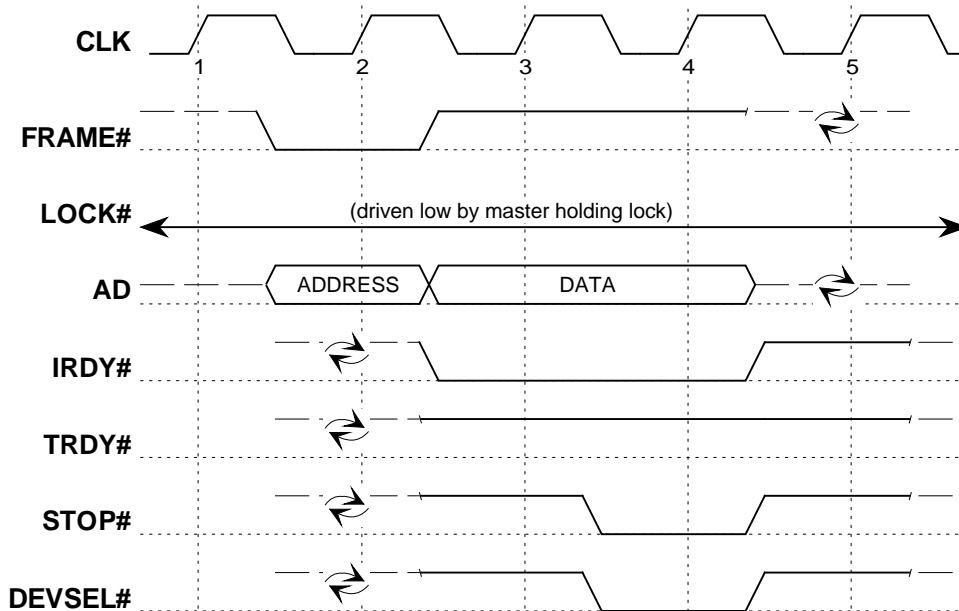 CLK
1 2 3 4 5
FRAME#
LOCK#
(driven low by master holding lock)
AD
ADDRESS
DATA
IRDY#
TRDY#
STOP#
DEVSEL#